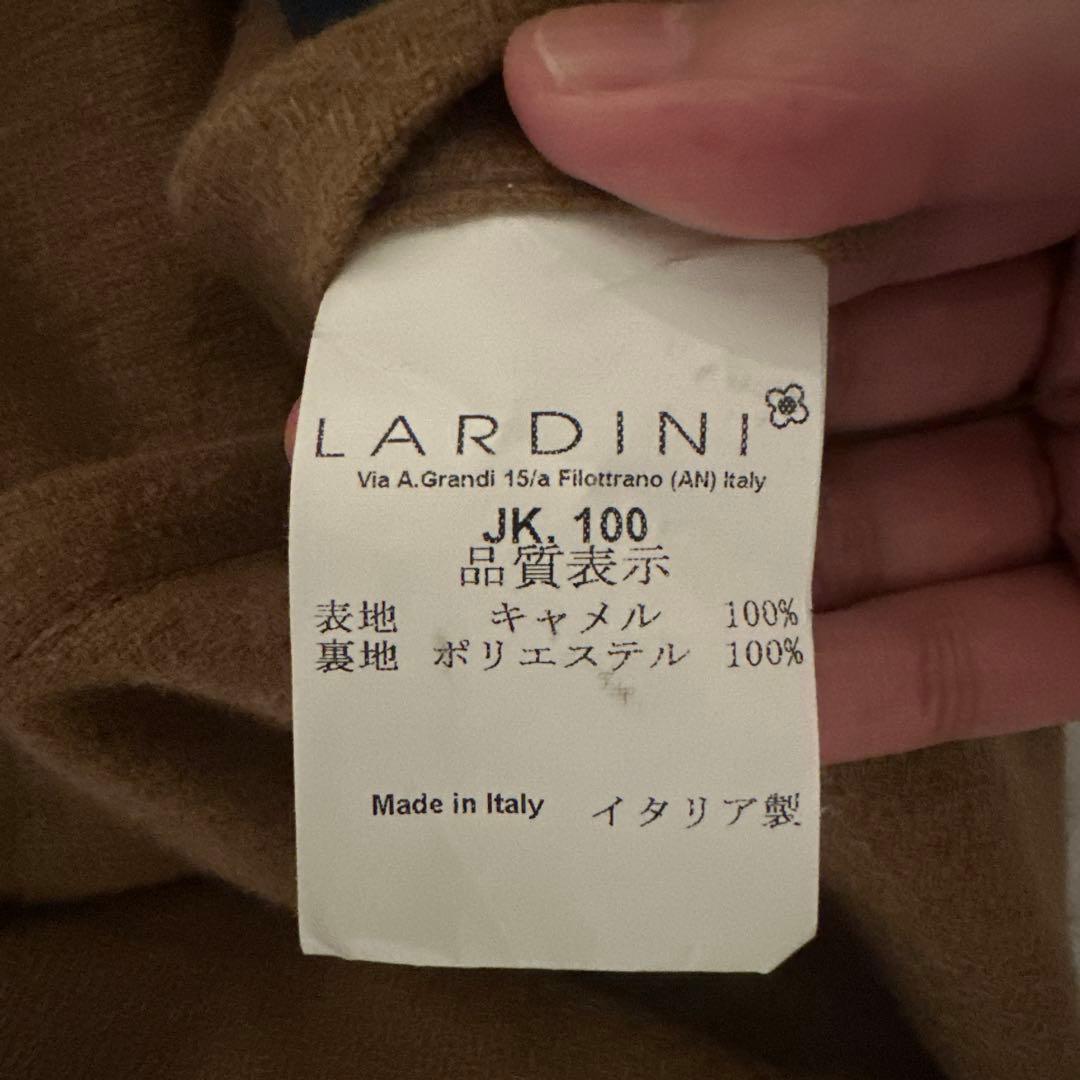 LARDINI
Via A.Grandi 15/a Filottrano (AN) Italy
JK. 100
品質表示
表地 キャメル 100%
裏地 ポリエステル 100%
Made in Italy イタリア製